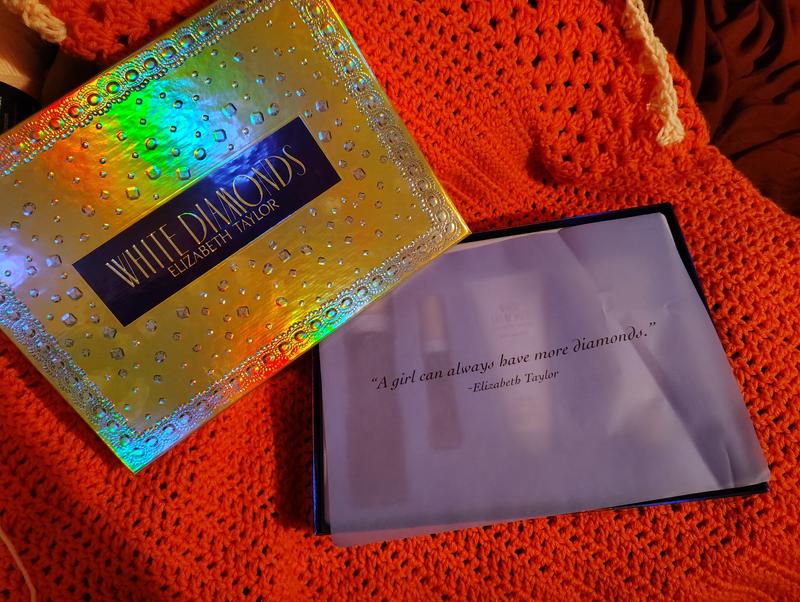 WHITE DIAMONDS
ELIZABETH TAYLOR
“A girl can always have more diamonds.”
-Elizabeth Taylor